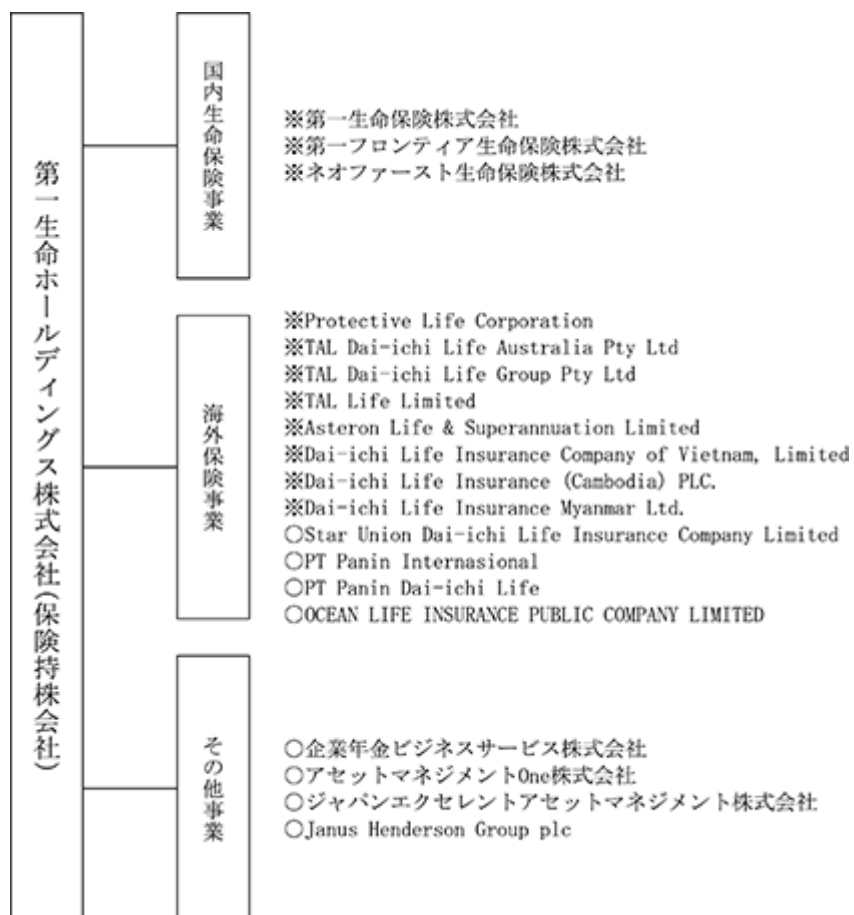 第一生命ホールディングス株式会社(保険持株会社)
国内生命保険事業
※第一生命保険株式会社
※第一フロンティア生命保険株式会社
※ネオファースト生命保険株式会社
海外保険事業
※Protective Life Corporation
※TAL Dai-ichi Life Australia Pty Ltd
※TAL Dai-ichi Life Group Pty Ltd
※TAL Life Limited
※Asteron Life & Superannuation Limited
※Dai-ichi Life Insurance Company of Vietnam, Limited
※Dai-ichi Life Insurance (Cambodia) PLC.
※Dai-ichi Life Insurance Myanmar Ltd.
○Star Union Dai-ichi Life Insurance Company Limited
○PT Panin Internasional
○PT Panin Dai-ichi Life
○OCEAN LIFE INSURANCE PUBLIC COMPANY LIMITED
その他事業
○企業年金ビジネスサービス株式会社
○アセットマネジメントOne株式会社
○ジャパンエクセレントアセットマネジメント株式会社
○Janus Henderson Group plc